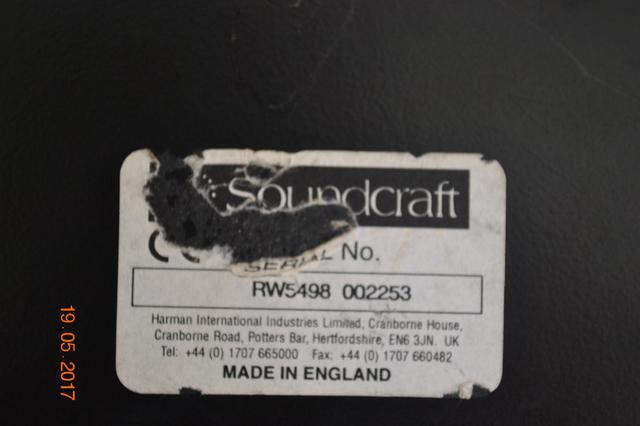 Soundcraft
SERIAL No.
RW5498 002253
Harman International Industries Limited, Cranborne House,
Cranborne Road, Potters Bar, Hertfordshire, EN6 3JN. UK
Tel: +44 (0) 1707 665000 Fax: +44 (0) 1707 660482
MADE IN ENGLAND
19.05.2017